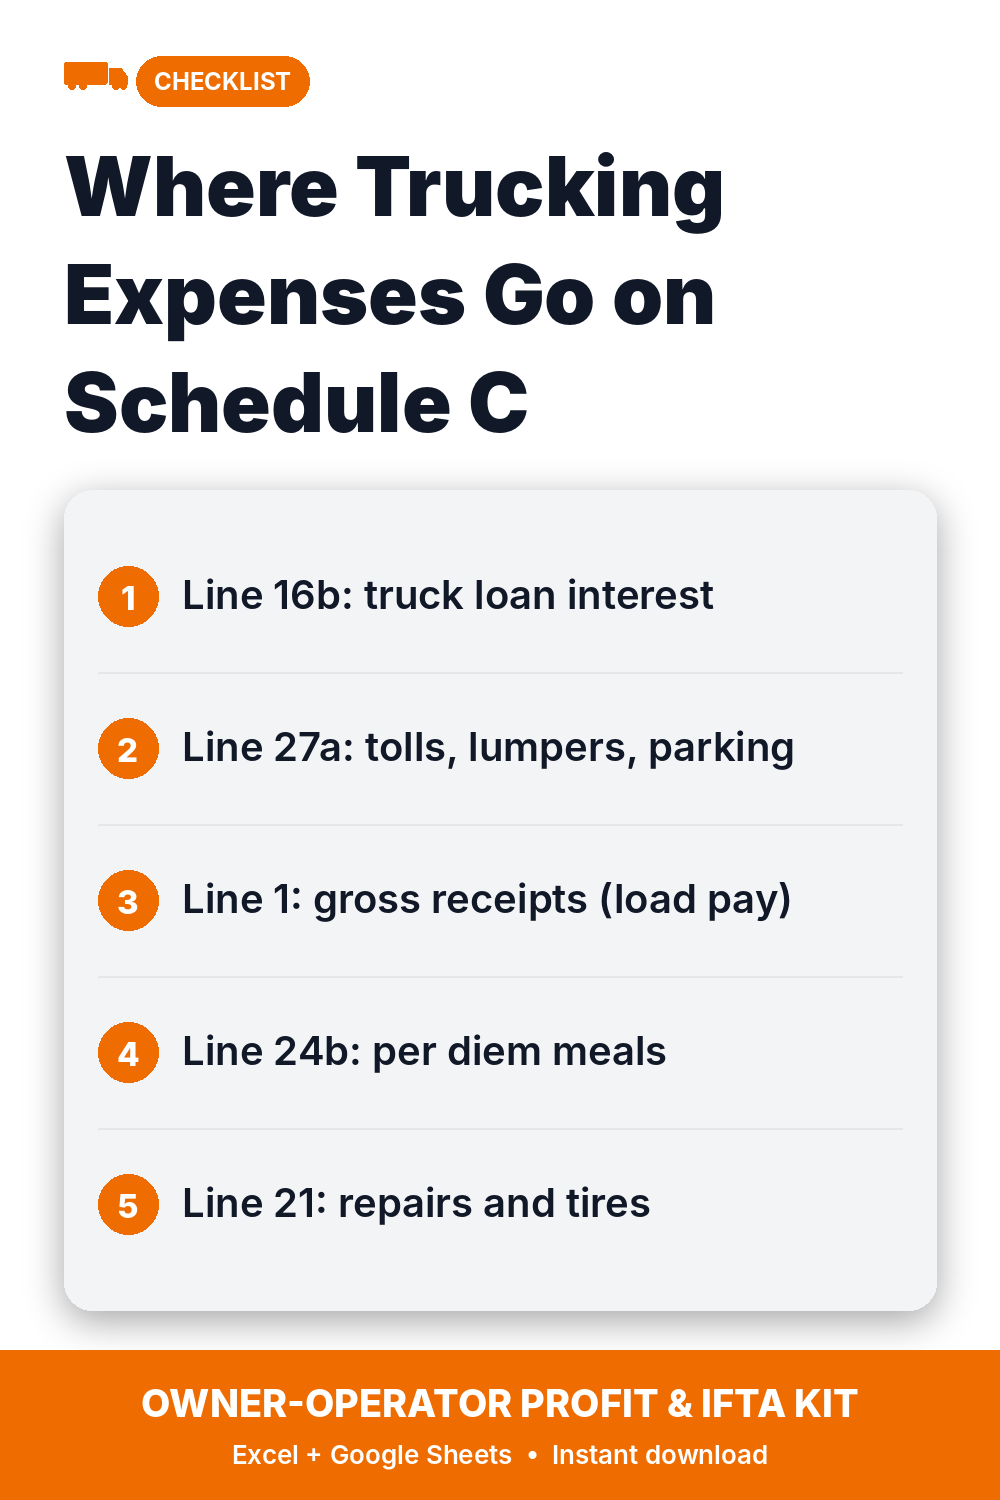 CHECKLIST
Where Trucking
Expenses Go on
Schedule C
1 Line 16b: truck loan interest
2 Line 27a: tolls, lumpers, parking
3 Line 1: gross receipts (load pay)
4 Line 24b: per diem meals
5 Line 21: repairs and tires
OWNER-OPERATOR PROFIT & IFTA KIT
Excel + Google Sheets • Instant download